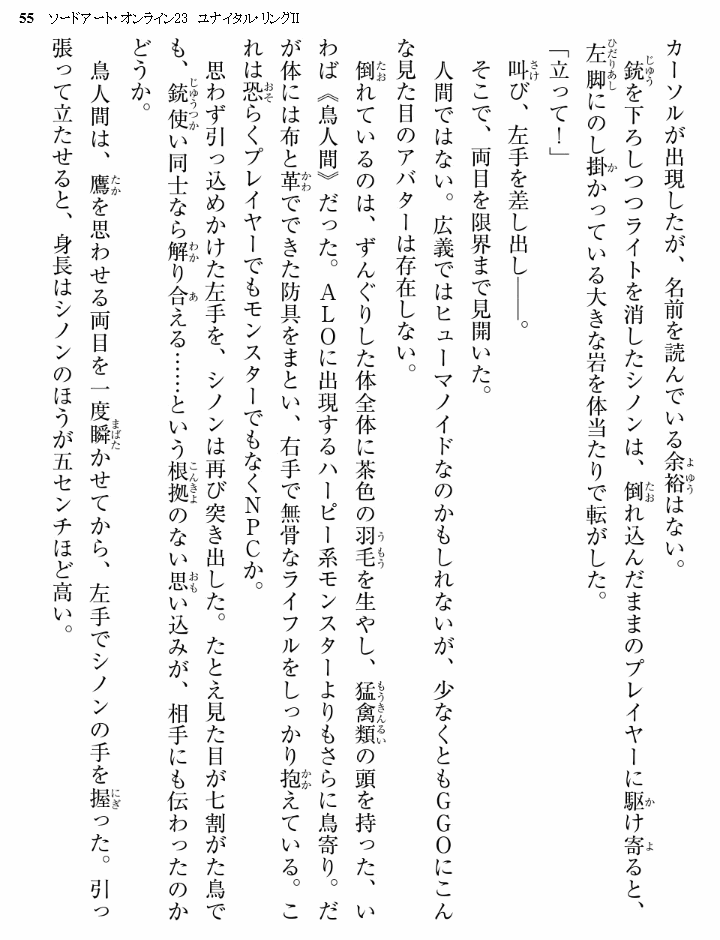 55 ソードアート・オンライン23 ユナイタル・リングⅡ
カーソルが出現したが、名前を読んでいる余裕はない。
銃を下ろしつつライトを消したシノンは、倒れ込んだままのプレイヤーに駆け寄ると、
左脚にのし掛かっている大きな岩を体当たりで転がした。
「立って！」
叫び、左手を差し出し――。
そこで、両目を限界まで見開いた。
人間ではない。広義ではヒューマノイドなのかもしれないが、少なくともＧＧＯにこん
な見た目のアバターは存在しない。
倒れているのは、ずんぐりした体全体に茶色の羽毛を生やし、猛禽類の頭を持った、い
わば《鳥人間》だった。ＡＬＯに出現するハーピー系モンスターよりもさらに鳥寄り。だ
が体には布と革でできた防具をまとい、右手で無骨なライフルをしっかり抱えている。こ
れは恐らくプレイヤーでもモンスターでもなくＮＰＣか。
思わず引っ込めかけた左手を、シノンは再び突き出した。たとえ見た目が七割がた鳥で
も、銃使い同士なら解り合える……という根拠のない思い込みが、相手にも伝わったのか
どうか。
鳥人間は、鷹を思わせる両目を一度瞬かせてから、左手でシノンの手を握った。引っ
張って立たせると、身長はシノンのほうが五センチほど高い。